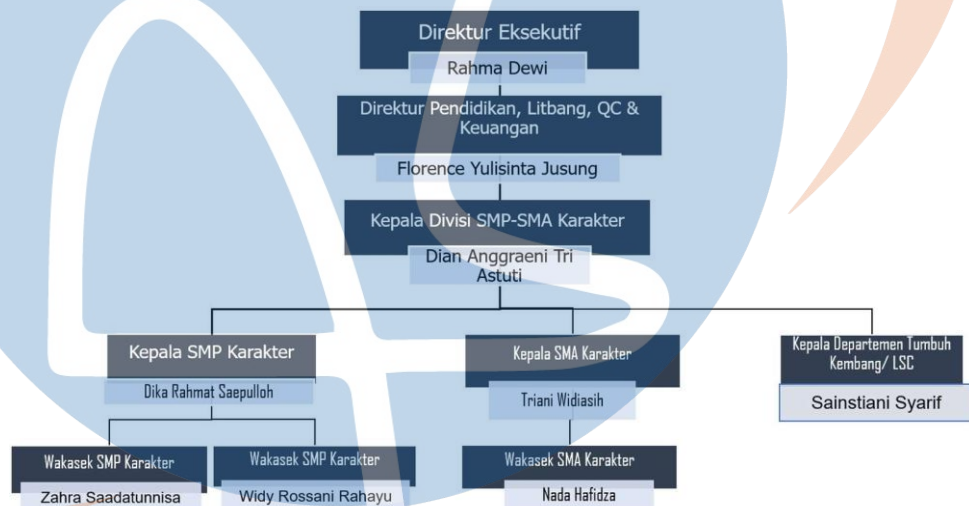 Direktur Eksekutif
Rahma Dewi
Direktur Pendidikan, Litbang, QC &
Keuangan
Florence Yulisinta Jusung
Kepala Divisi SMP-SMA Karakter
Dian Anggraeni Tri
Astuti
Kepala SMP Karakter
Dika Rahmat Saepulloh
Kepala SMA Karakter
Triani Widiasih
Kepala Departemen Tumbuh
Kembang/ LSC
Sainstiani Syarif
Wakasek SMP Karakter
Zahra Saadatunnisa
Wakasek SMP Karakter
Widy Rossani Rahayu
Wakasek SMA Karakter
Nada Hafidza